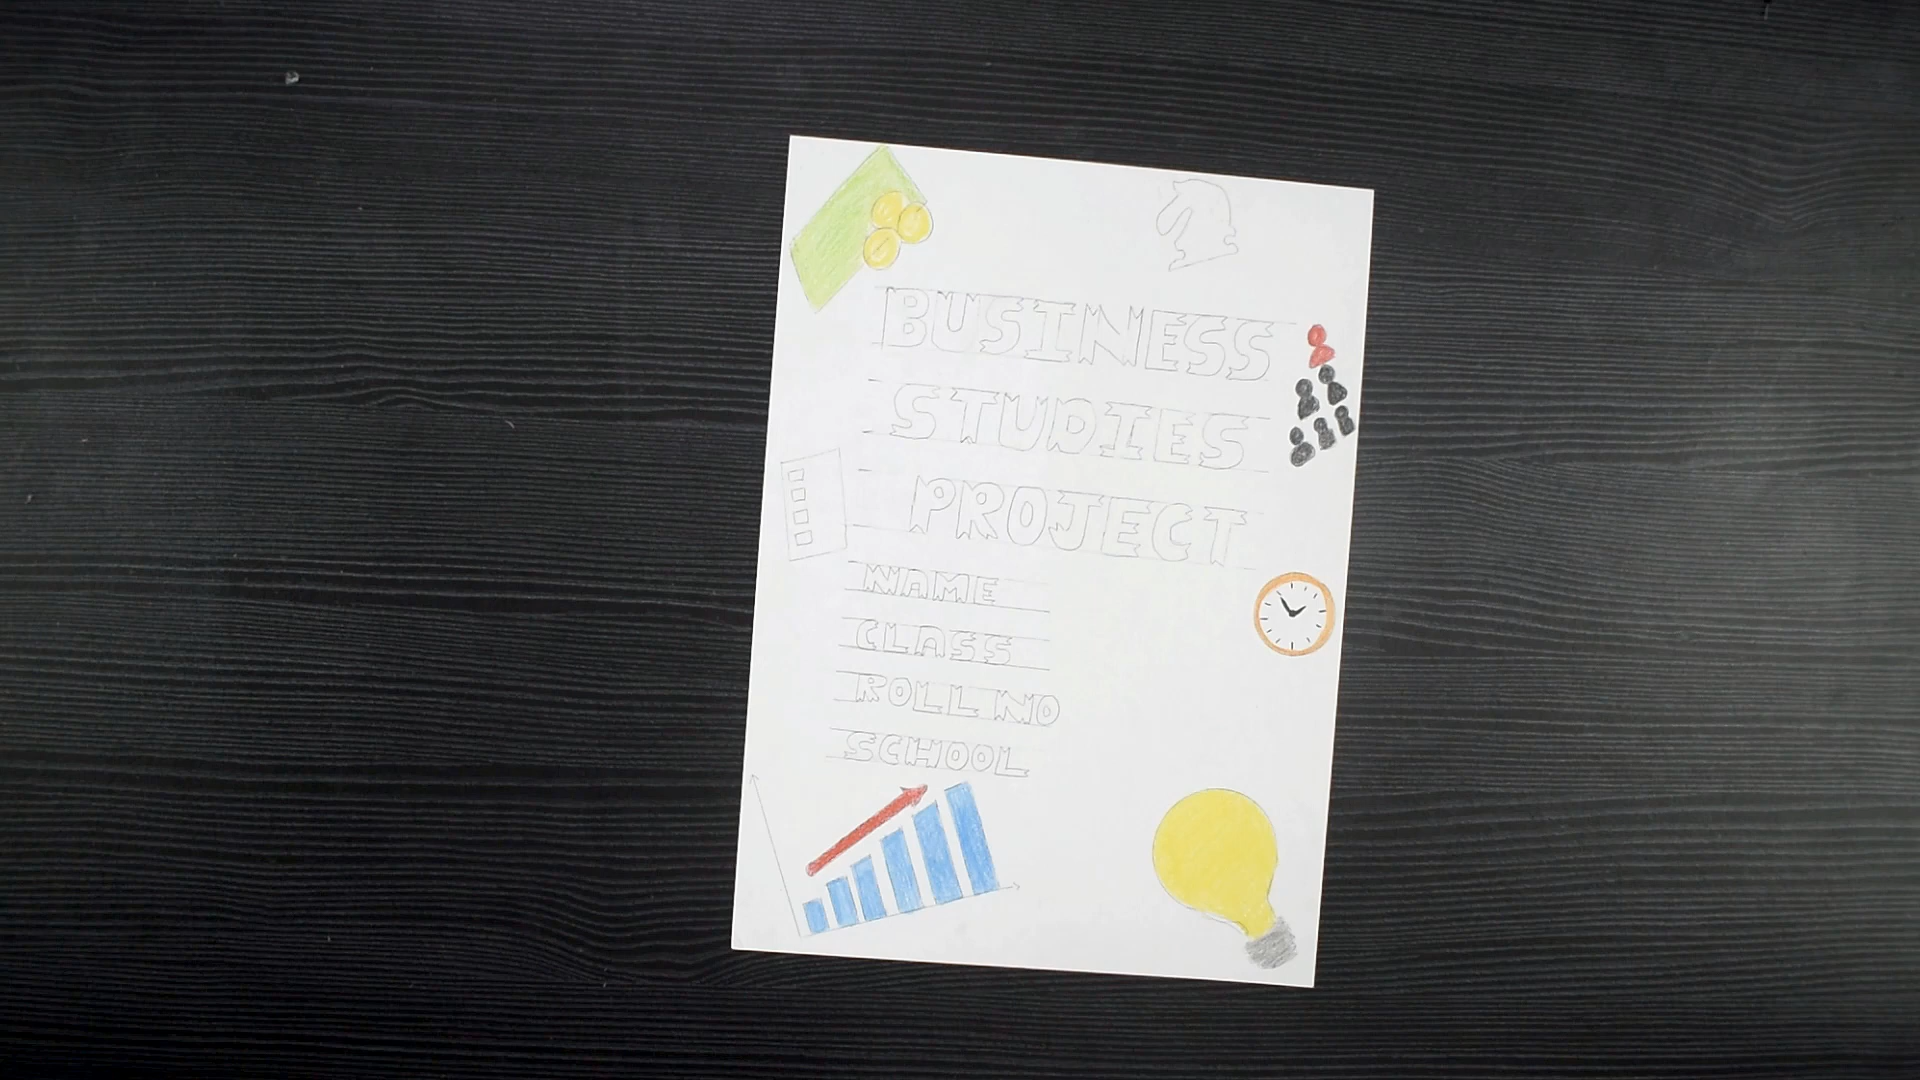 BUSINESS
STUDIES
PROJECT
NAME
CLASS
ROLL NO
SCHOOL